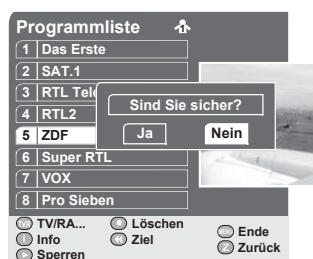 Programmliste
1 Das Erste
2 SAT.1
3 RTL Tele
Sind Sie sicher?
4 RTL2
Ja Nein
5 ZDF
6 Super RTL
7 VOX
8 Pro Sieben
TV/RA... Löschen
Ende
i Info Ziel
Zurück
Sperren